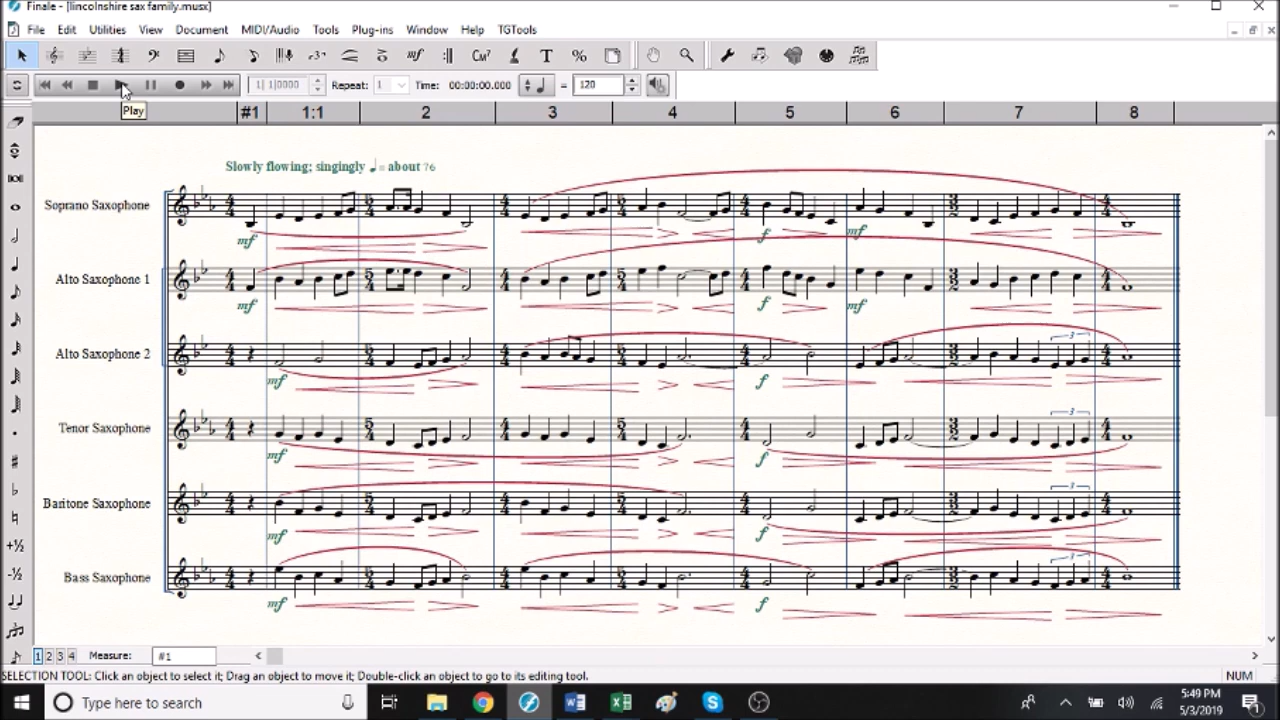 Finale - [lincolnshire sax family.musx]
File Edit Utilities View Document MIDI/Audio Tools Plug-ins Window Help TGTools
Repeat: 1 Time: 00:00:00.000 = 120
Play
#1 1:1 2 3 4 5 6 7 8
Slowly flowing; singingly ♩= about 76
Soprano Saxophone
mf f mf
Alto Saxophone 1
mf f mf
Alto Saxophone 2
3
mf f
Tenor Saxophone
3
mf f
Baritone Saxophone
3
mf f
Bass Saxophone
3
mf f
1 2 3 4 Measure: #1
SELECTION TOOL: Click an object to select it; Drag an object to move it; Double-click an object to go to its editing tool. NUM
Type here to search
5:49 PM
5/3/2019